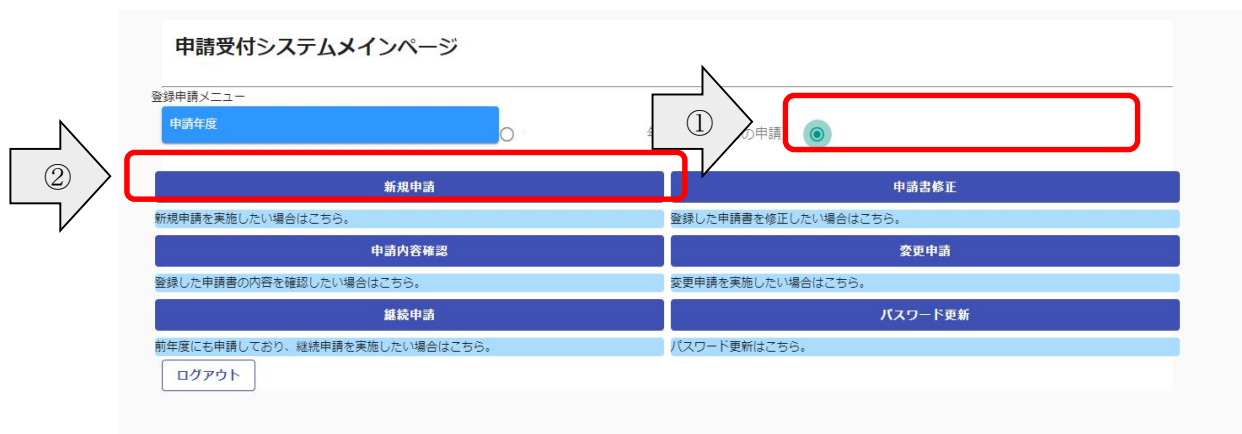 申請受付システムメインページ
登録申請メニュー
申請年度
①
の申請
②
新規申請
申請書修正
新規申請を実施したい場合はこちら。
登録した申請書を修正したい場合はこちら。
申請内容確認
変更申請
登録した申請書の内容を確認したい場合はこちら。
変更申請を実施したい場合はこちら。
継続申請
パスワード更新
前年度にも申請しており、継続申請を実施したい場合はこちら。
パスワード更新はこちら。
ログアウト